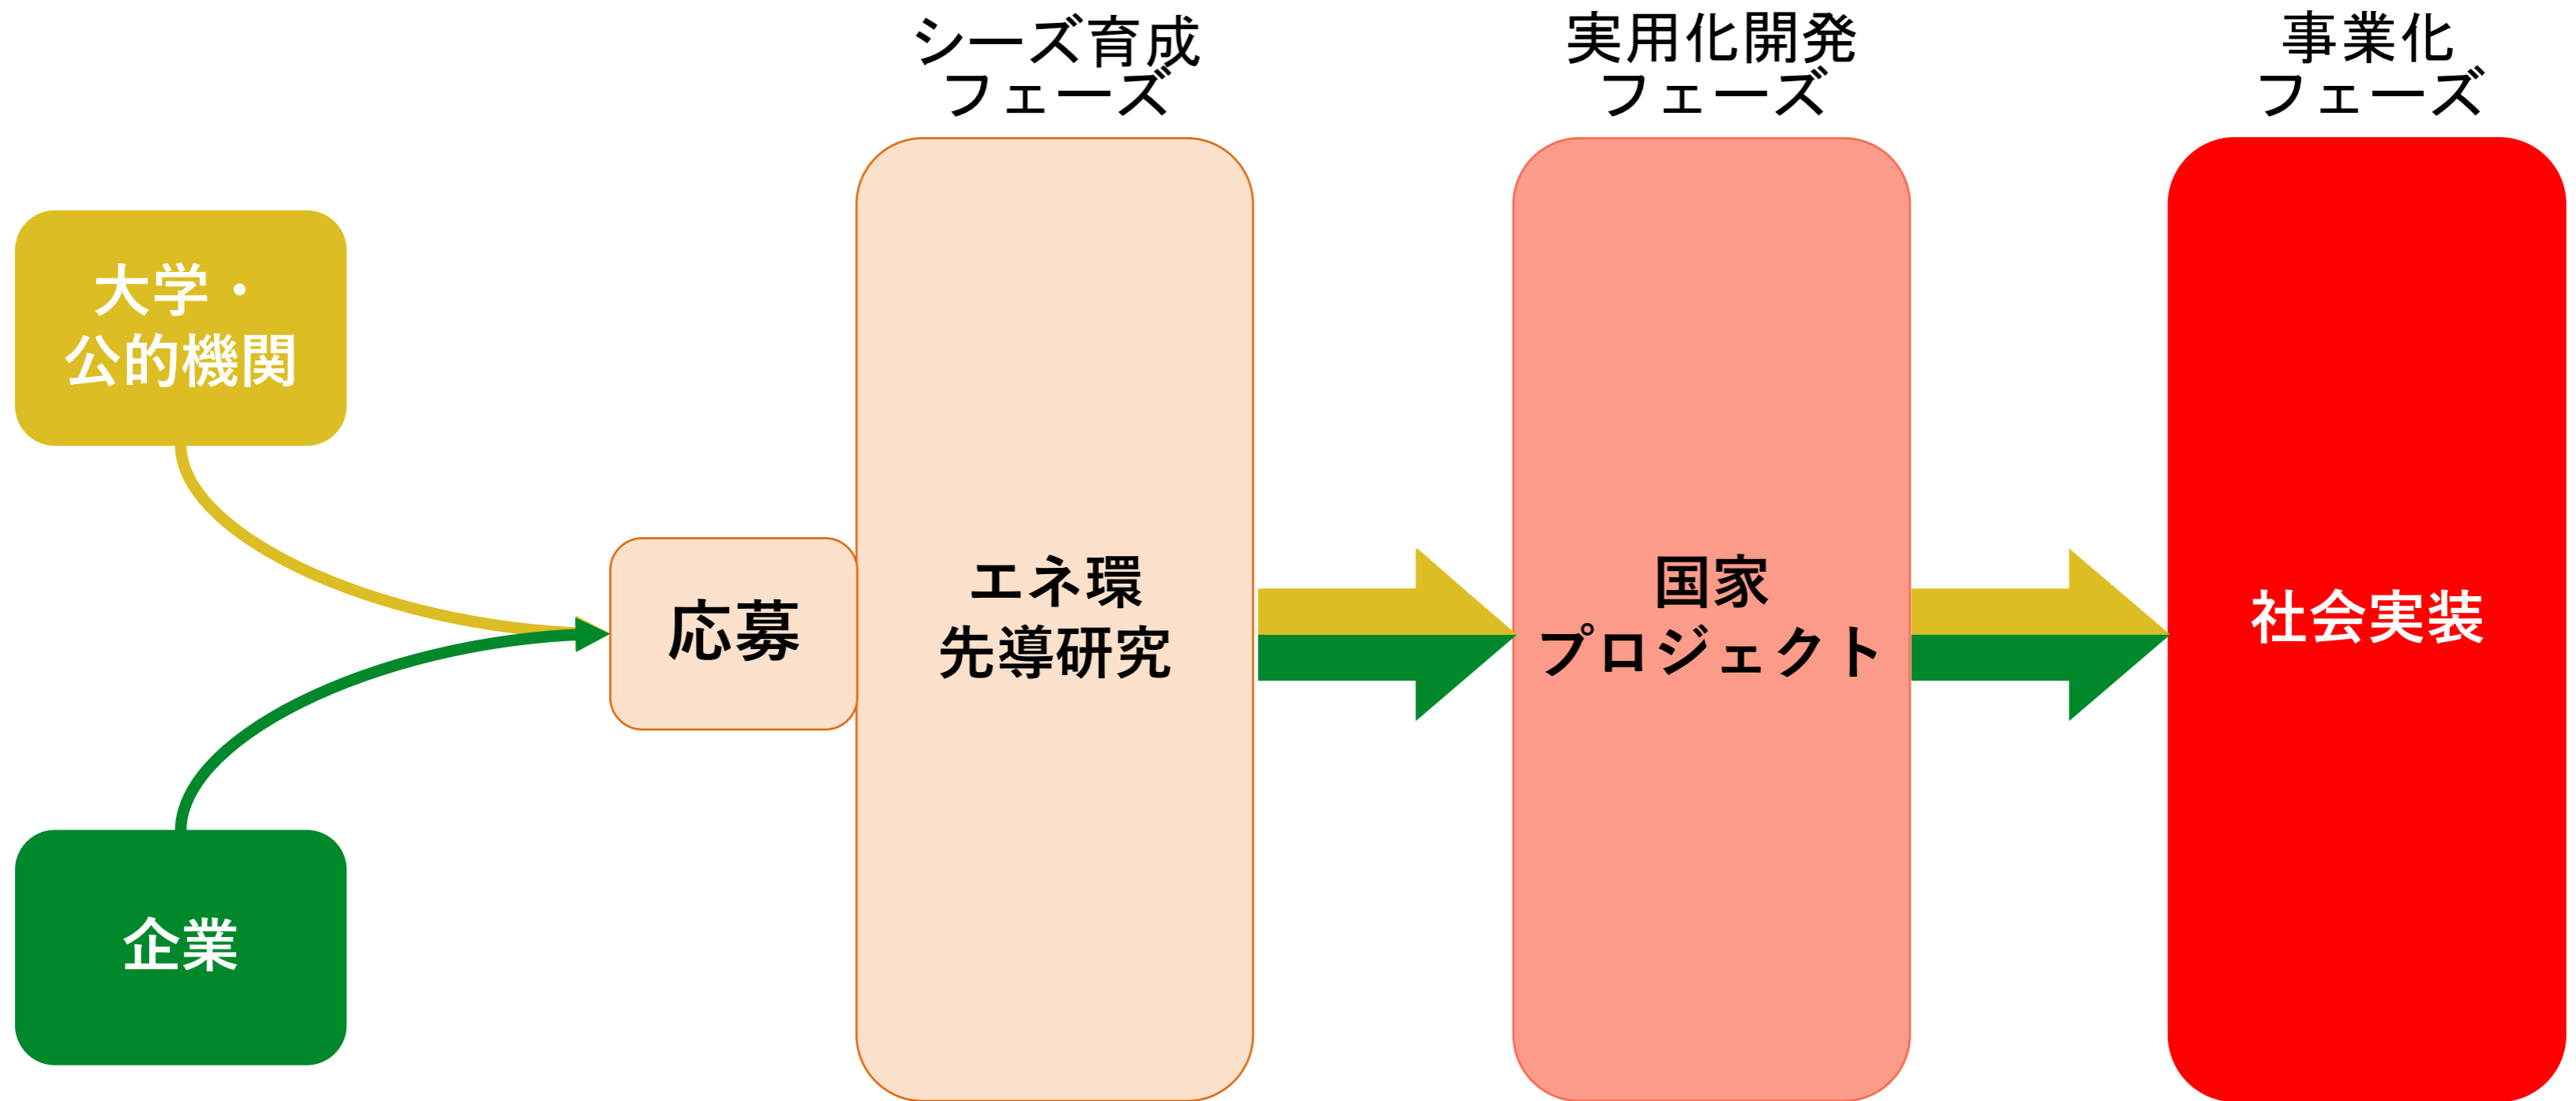 シーズ育成
フェーズ
実用化開発
フェーズ
事業化
フェーズ
大学・
公的機関
企業
応募
エネ環
先導研究
国家
プロジェクト
社会実装